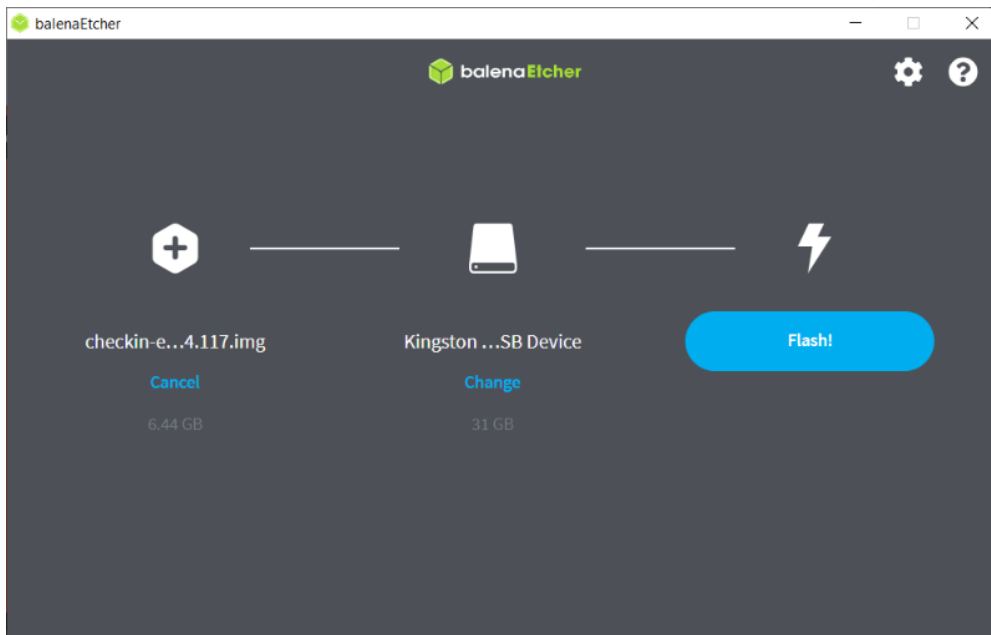 balenaEtcher
balenaEtcher
checkin-e...4.117.img
Kingston ...SB Device
Flash!
Cancel
Change
6.44 GB
31 GB